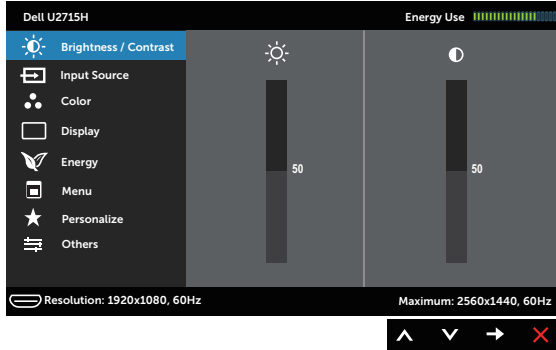 Dell U2715H
Energy Use
Brightness / Contrast
Input Source
Color
Display
Energy
Menu
Personalize
Others
50
50
Resolution: 1920x1080, 60Hz
Maximum: 2560x1440, 60Hz